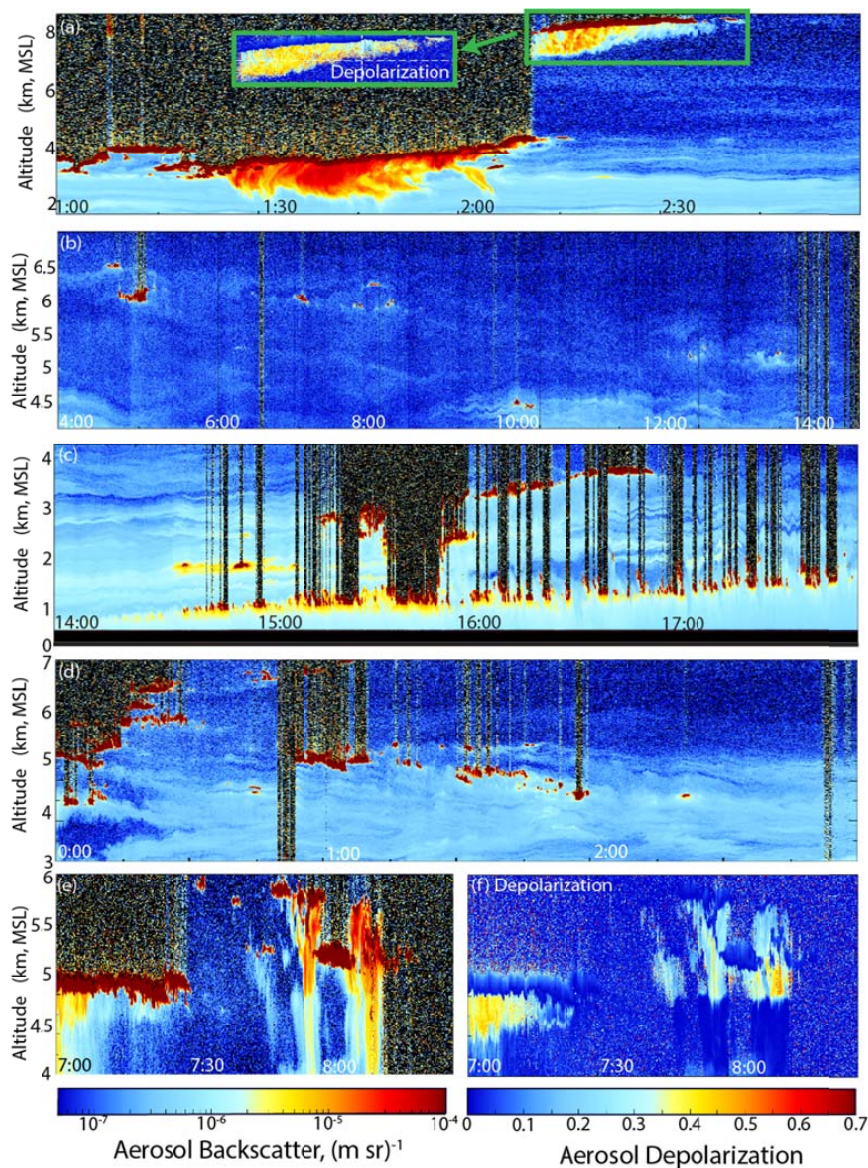 (a)
Depolarization
Altitude (km, MSL)
8
6
4
2
1:00
1:30
2:00
2:30
(b)
Altitude (km, MSL)
6.5
6
5.5
5
4.5
4:00
6:00
8:00
10:00
12:00
14:00
(c)
Altitude (km, MSL)
4
3
2
1
0
14:00
15:00
16:00
17:00
(d)
Altitude (km, MSL)
7
6
5
4
3
0:00
1:00
2:00
(e)
Altitude (km, MSL)
6
5.5
5
4.5
4
7:00
7:30
8:00
(f) Depolarization
7:00
7:30
8:00
10⁻⁷ 10⁻⁶ 10⁻⁵ 10⁻⁴
Aerosol Backscatter, (m sr)⁻¹
0 0.1 0.2 0.3 0.4 0.5 0.6 0.7
Aerosol Depolarization